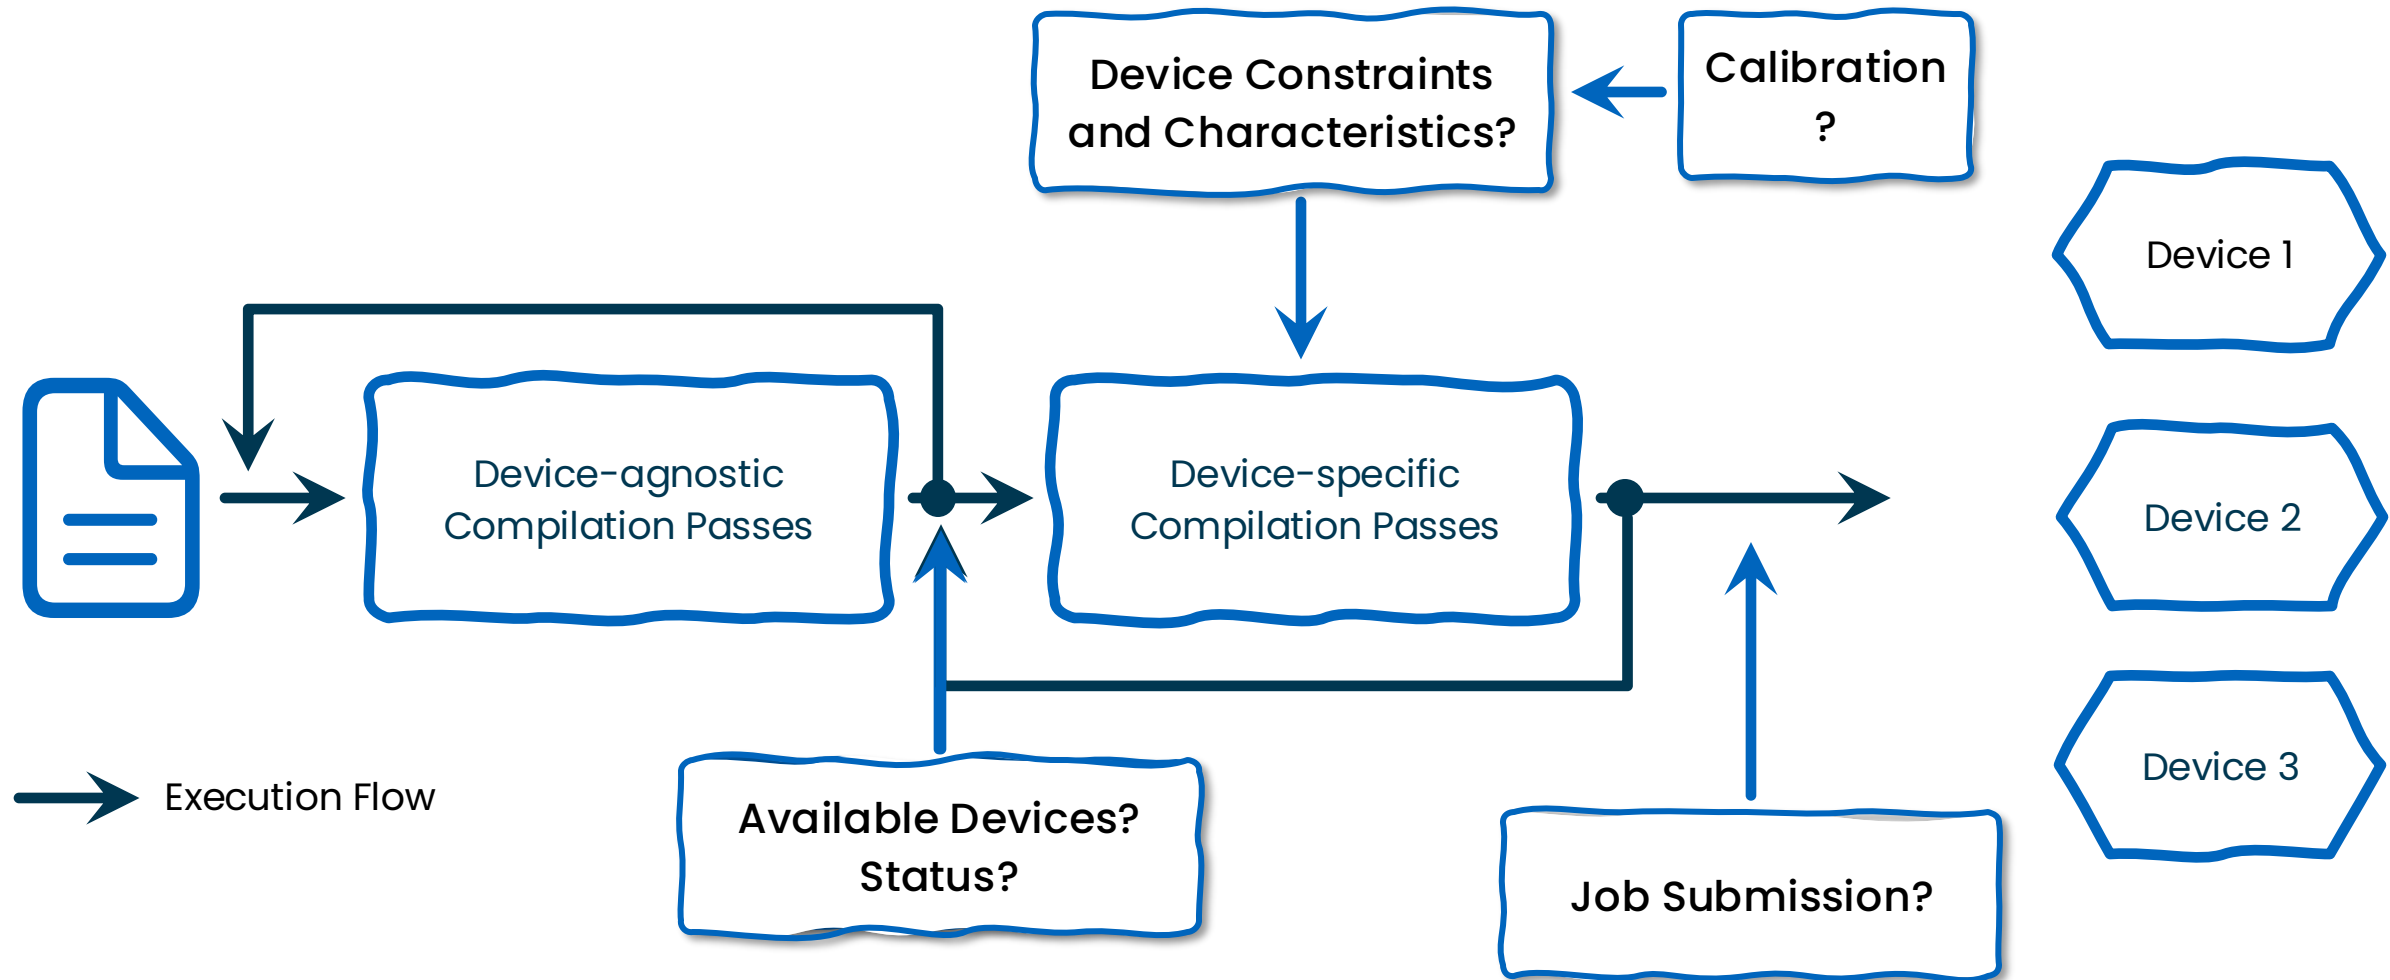 Device Constraints
and Characteristics?
Calibration
?
Device 1
Device-agnostic
Compilation Passes
Device-specific
Compilation Passes
Device 2
Device 3
Execution Flow
Available Devices?
Status?
Job Submission?